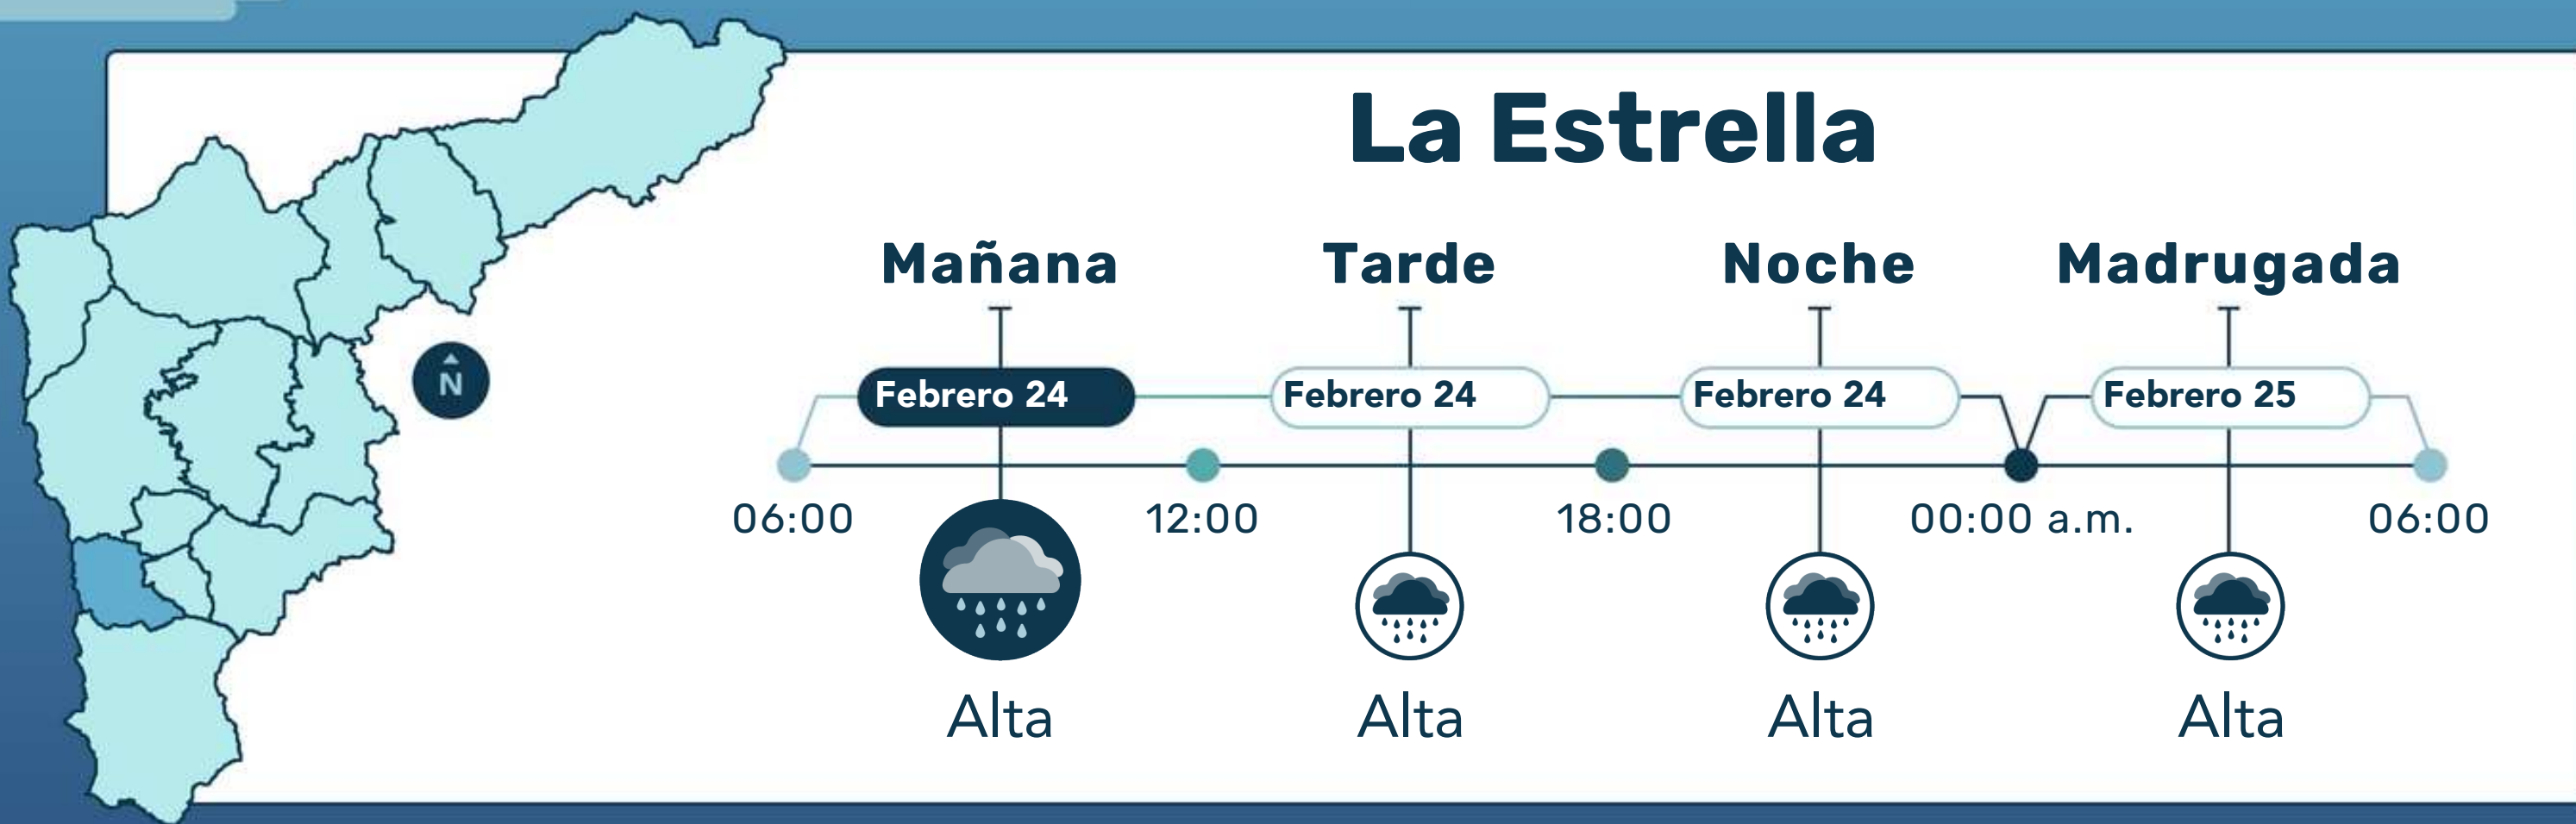 La Estrella
Mañana Tarde Noche Madrugada
Febrero 24 Febrero 24 Febrero 24 Febrero 25
N
06:00 12:00 18:00 00:00 a.m. 06:00
Alta Alta Alta Alta